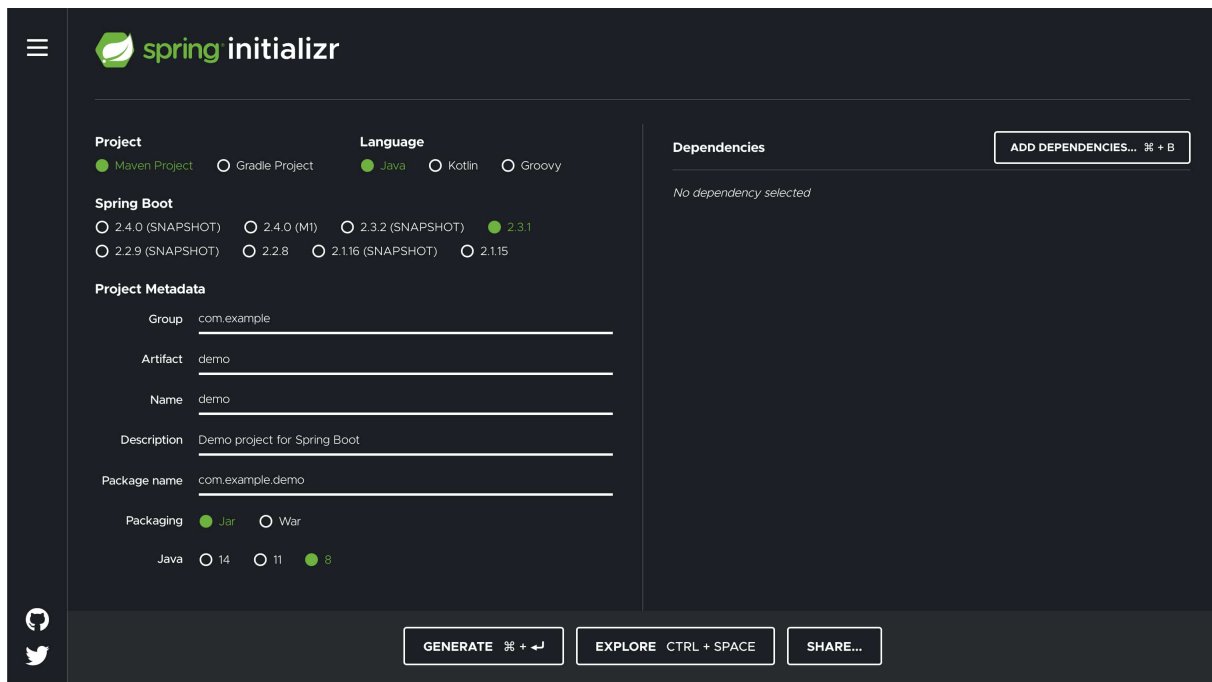 spring initializr
Project
Maven Project Gradle Project
Language
Java Kotlin Groovy
Spring Boot
2.4.0 (SNAPSHOT) 2.4.0 (M1) 2.3.2 (SNAPSHOT) 2.3.1
2.2.9 (SNAPSHOT) 2.2.8 2.1.16 (SNAPSHOT) 2.1.15
Project Metadata
Group com.example
Artifact demo
Name demo
Description Demo project for Spring Boot
Package name com.example.demo
Packaging Jar War
Java 14 11 8
Dependencies
ADD DEPENDENCIES... ⌘ + B
No dependency selected
GENERATE ⌘ + ↵
EXPLORE CTRL + SPACE
SHARE...